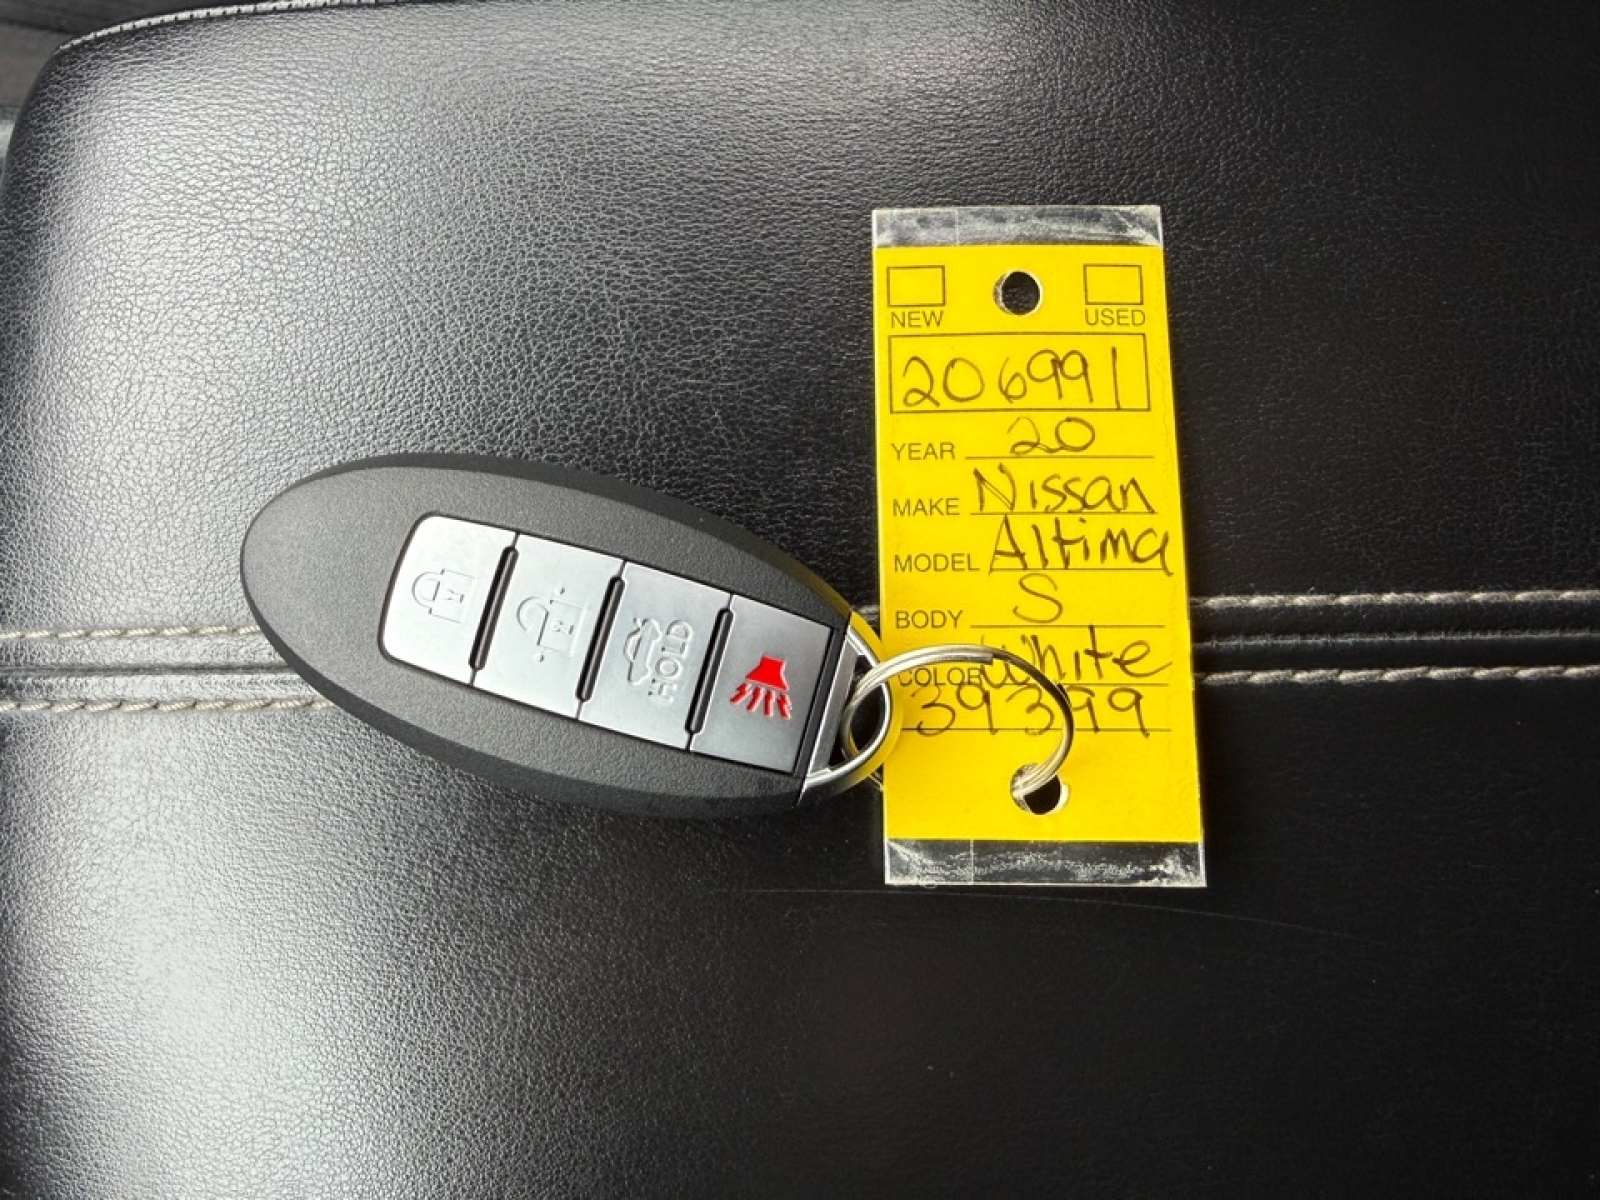 NEW USED
206991
YEAR 20
MAKE Nissan
MODEL Altima
BODY S
COLOR White
39399
HOLD